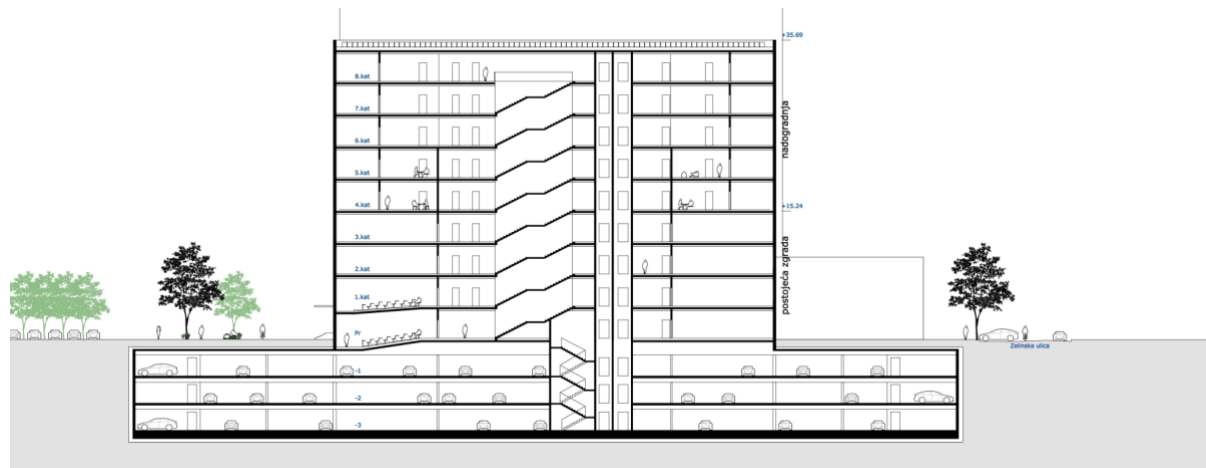 +35.69
8.kat
7.kat
6.kat
5.kat
4.kat
3.kat
2.kat
1.kat
Pr
-1
-2
-3
nadogradnja
+15.24
postojeća zgrada
Zelinska ulica